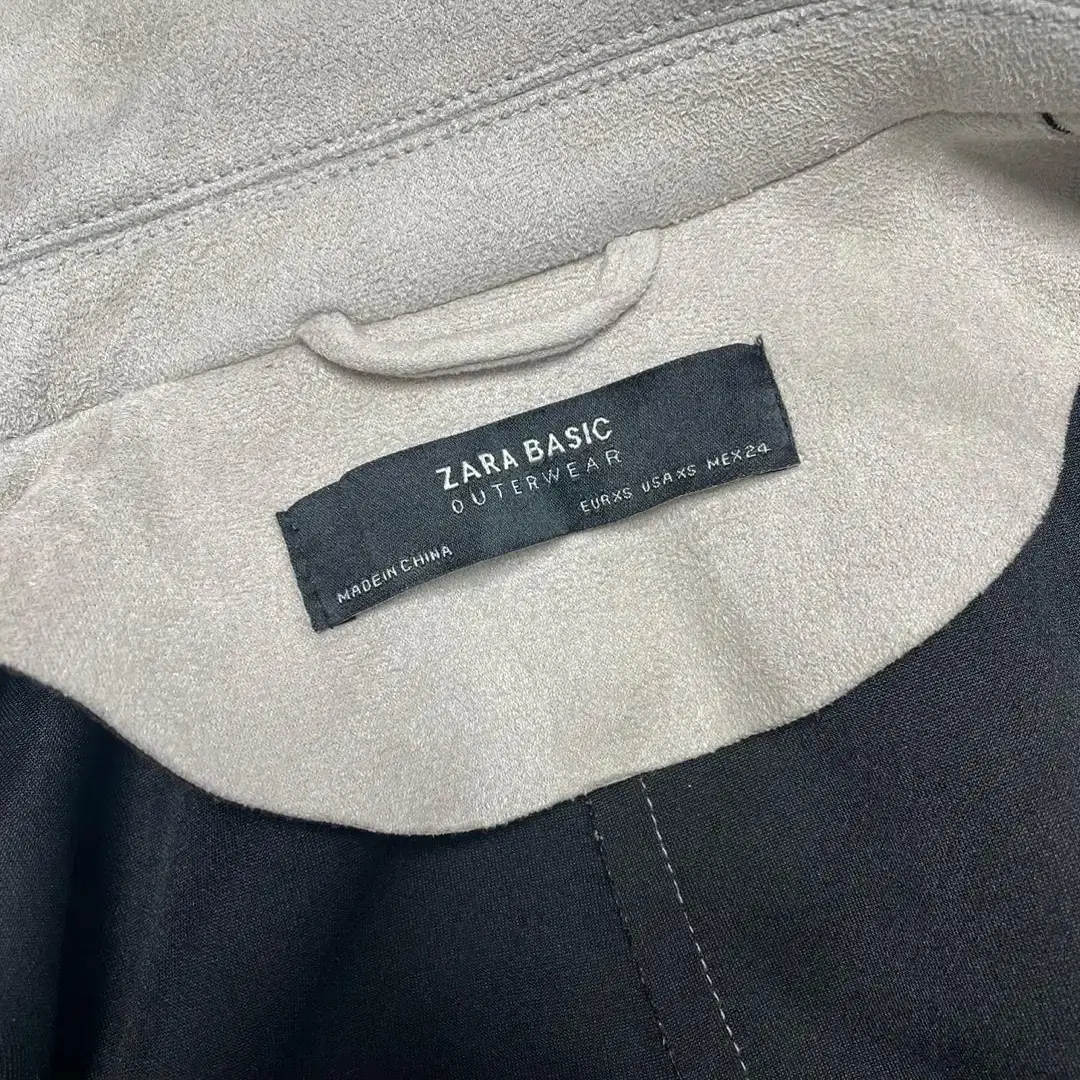 ZARA BASIC
OUTERWEAR
EUR XS USA XS MEX 24
MADE IN CHINA